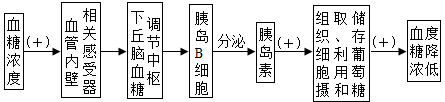 血糖浓度
(+)
血管内壁
相关感受器
下丘脑血糖
调节中枢
胰岛B细胞
分泌
胰岛素
(+)
组织细胞摄
取、利用和
储存葡萄糖
(+)
血糖浓
度降低